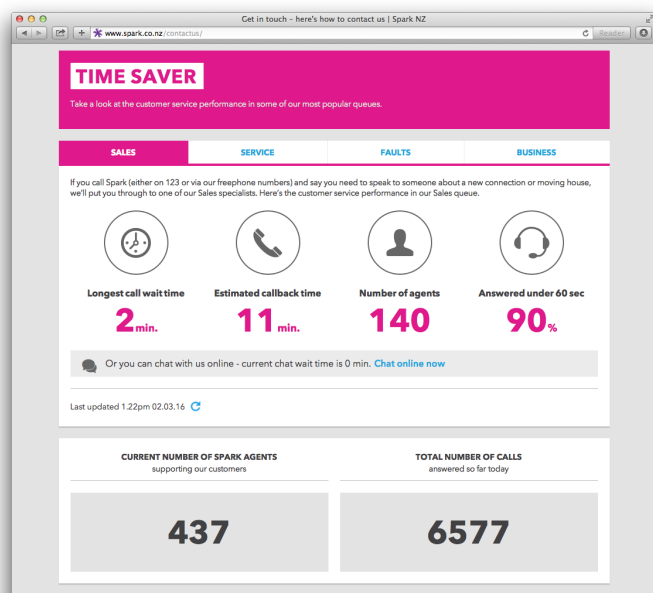 Get in touch – here's how to contact us | Spark NZ
www.spark.co.nz/contactus/
Reader
TIME SAVER
Take a look at the customer service performance in some of our most popular queues.
SALES
SERVICE
FAULTS
BUSINESS
If you call Spark (either on 123 or via our freephone numbers) and say you need to speak to someone about a new connection or moving house,
we'll put you through to one of our Sales specialists. Here's the customer service performance in our Sales queue.
Longest call wait time
Estimated callback time
Number of agents
Answered under 60 sec
2 min.
11 min.
140
90%
Or you can chat with us online - current chat wait time is 0 min. Chat online now
Last updated 1.22pm 02.03.16
CURRENT NUMBER OF SPARK AGENTS
supporting our customers
TOTAL NUMBER OF CALLS
answered so far today
437
6577